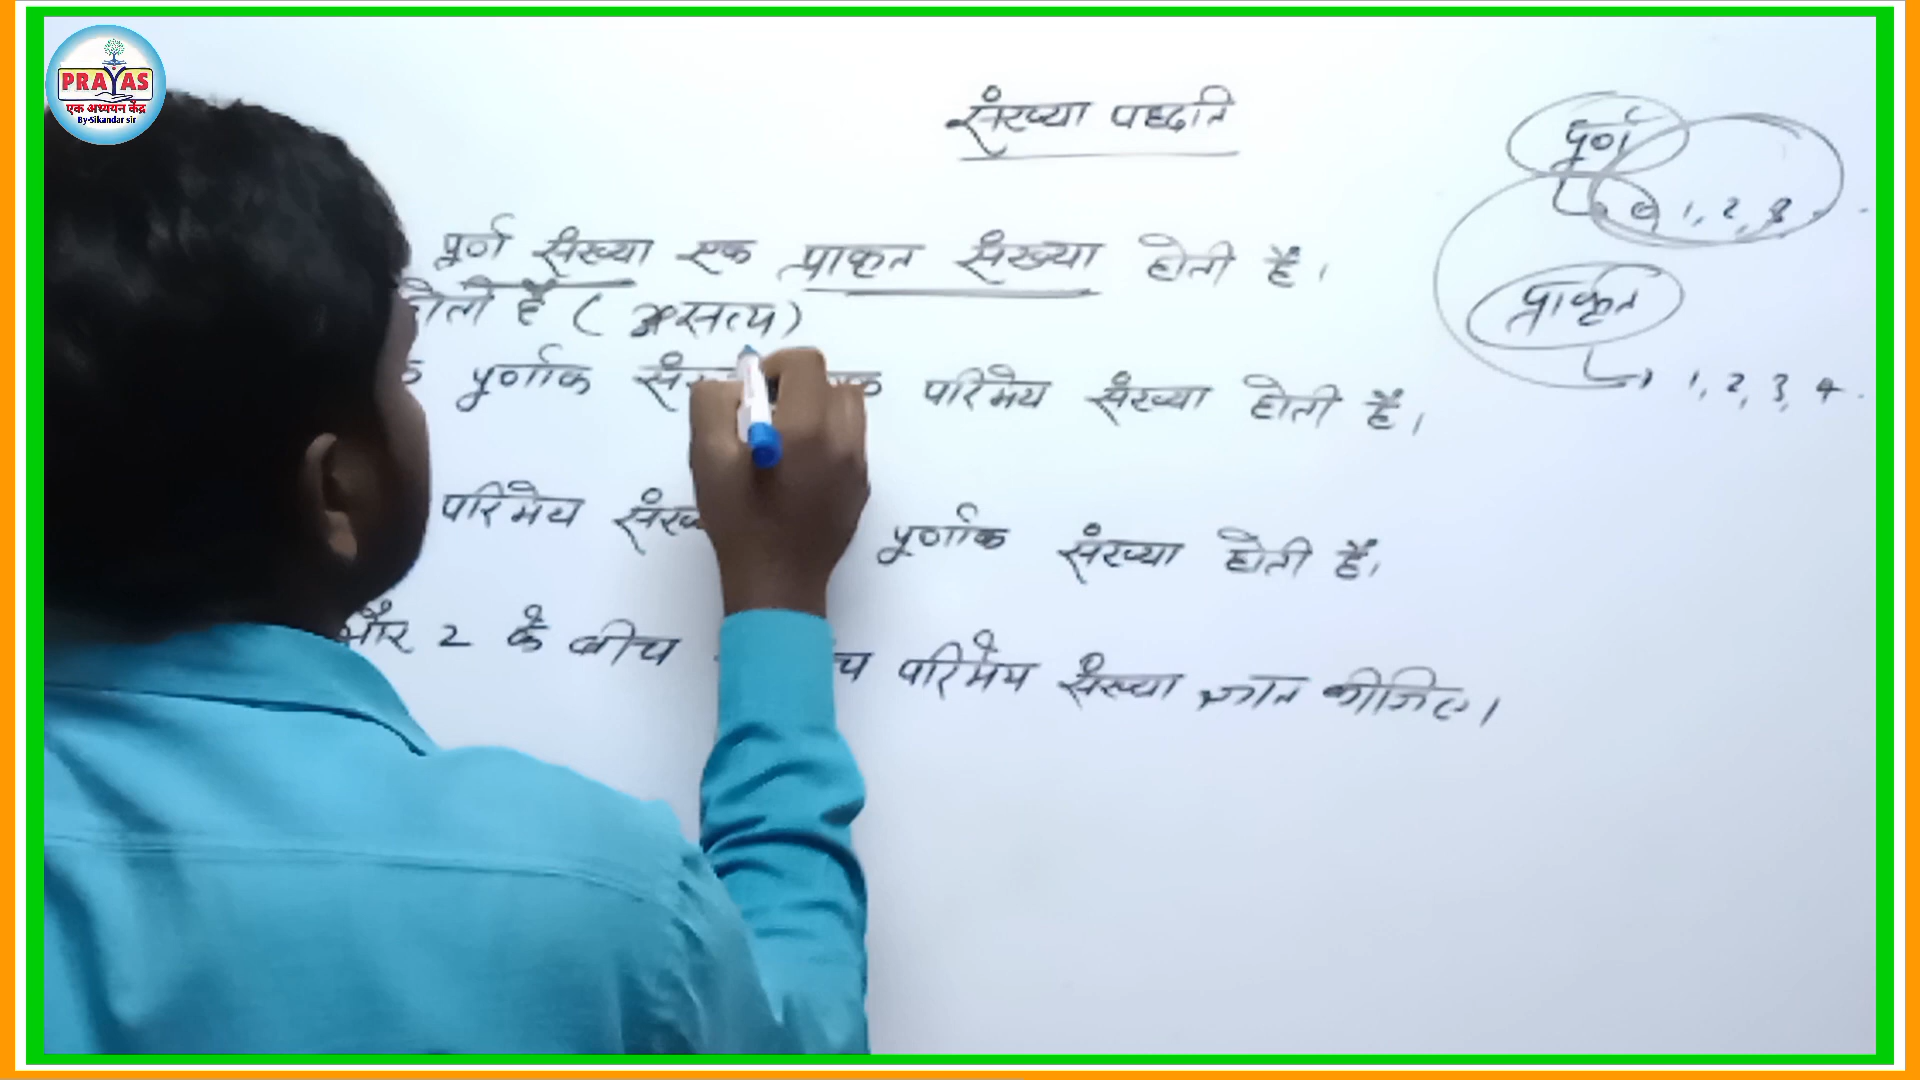 PRAYAS
एक अध्ययन केंद्र
By-Sikandar sir
संख्या पद्धति
पूर्ण संख्या एक प्राकृत संख्या होती है।
होती है (असत्य)
पूर्णांक परिमेय संख्या होती है।
परिमेय पूर्णांक संख्या होती है।
और 2 के बीच परिमेय संख्या ज्ञात कीजिए।
पूर्ण
0, 1, 2, 3
प्राकृत
1, 2, 3, 4